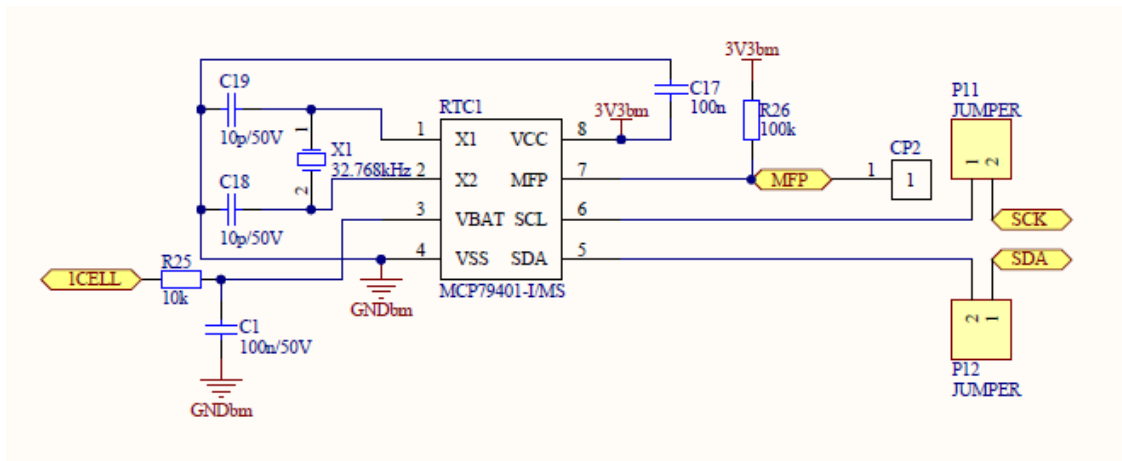 3V3bm
C19
10p/50V
C17
100n
RTC1
3V3bm
R26
100k
P11
JUMPER
1
2
CP2
1
1
1
X1
32.768kHz
2
1
X1
VCC
8
2
X2
MFP
7
MFP
C18
10p/50V
3
VBAT
SCL
6
SCK
4
VSS
SDA
5
SDA
MCP79401-I/MS
1CELL
R25
10k
GNDbm
C1
100n/50V
GNDbm
2
1
P12
JUMPER